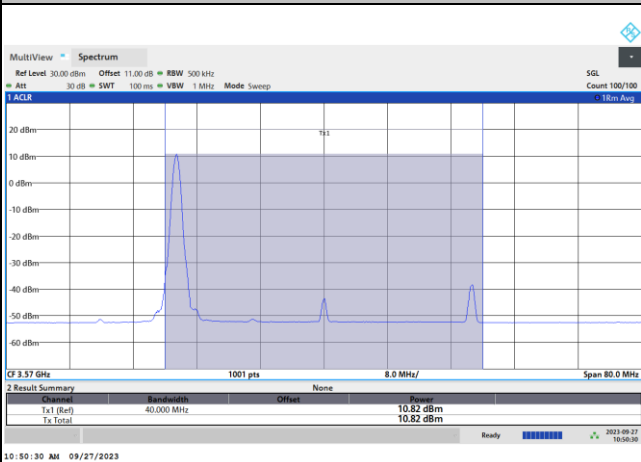 MultiView Spectrum
Ref Level 30.00 dBm Offset 11.00 dB RBW 500 kHz SGL
Att 30 dB SWT 100 ms VBW 1 MHz Mode Sweep Count 100/100
1 ACLR 1Rm Avg
Tx1
20 dBm
10 dBm
0 dBm
-10 dBm
-20 dBm
-30 dBm
-40 dBm
-50 dBm
-60 dBm
CF 3.57 GHz 1001 pts 8.0 MHz/ Span 80.0 MHz
2 Result Summary None
Channel Bandwidth Offset Power
Tx1 (Ref) 40.000 MHz 10.82 dBm
Tx Total 10.82 dBm
Ready 2023-09-27
10:50:30
10:50:30 AM 09/27/2023